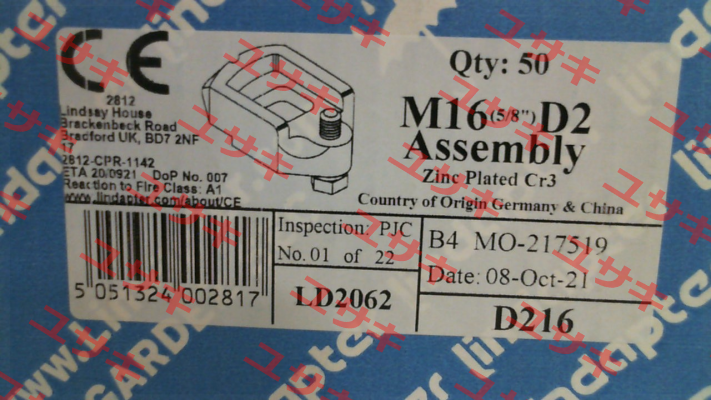 CE
2812
Lindsay House
Brackenbeck Road
Bradford UK, BD7 2NF
17
2812-CPR-1142
ETA 20/0921 DoP No. 007
Reaction to Fire Class: A1
www.lindapter.com/about/CE
Qty: 50
M16 (5/8") D2
Assembly
Zinc Plated Cr3
Country of Origin Germany & China
5 051324 002817
Inspection: PJC
No. 01 of 22
LD2062
B4 MO-217519
Date: 08-Oct-21
D216
www.lindapter
lindapter
lindapter
ユサキ
ユサキ
ユサキ
ユサキ
ユサキ
ユサキ